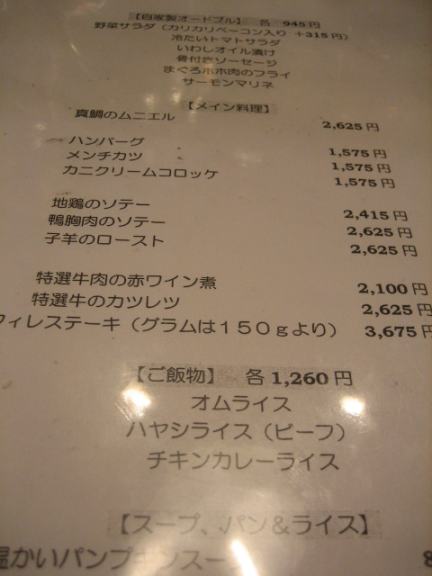 【自家製オードブル】 各 945円
野菜サラダ（カリカリベーコン入り ＋315円）
冷たいトマトサラダ
いわしオイル漬け
骨付きソーセージ
まぐろホホ肉のフライ
サーモンマリネ
【メイン料理】
真鯛のムニエル 2,625円
ハンバーグ 1,575円
メンチカツ 1,575円
カニクリームコロッケ 1,575円
地鶏のソテー 2,415円
鴨胸肉のソテー 2,625円
子羊のロースト 2,625円
特選牛肉の赤ワイン煮 2,100円
特選牛のカツレツ 2,625円
フィレステーキ（グラムは１５０ｇより） 3,675円
【ご飯物】 各 1,260円
オムライス
ハヤシライス（ビーフ）
チキンカレーライス
【スープ、パン＆ライス】
温かいパンプキンスープ